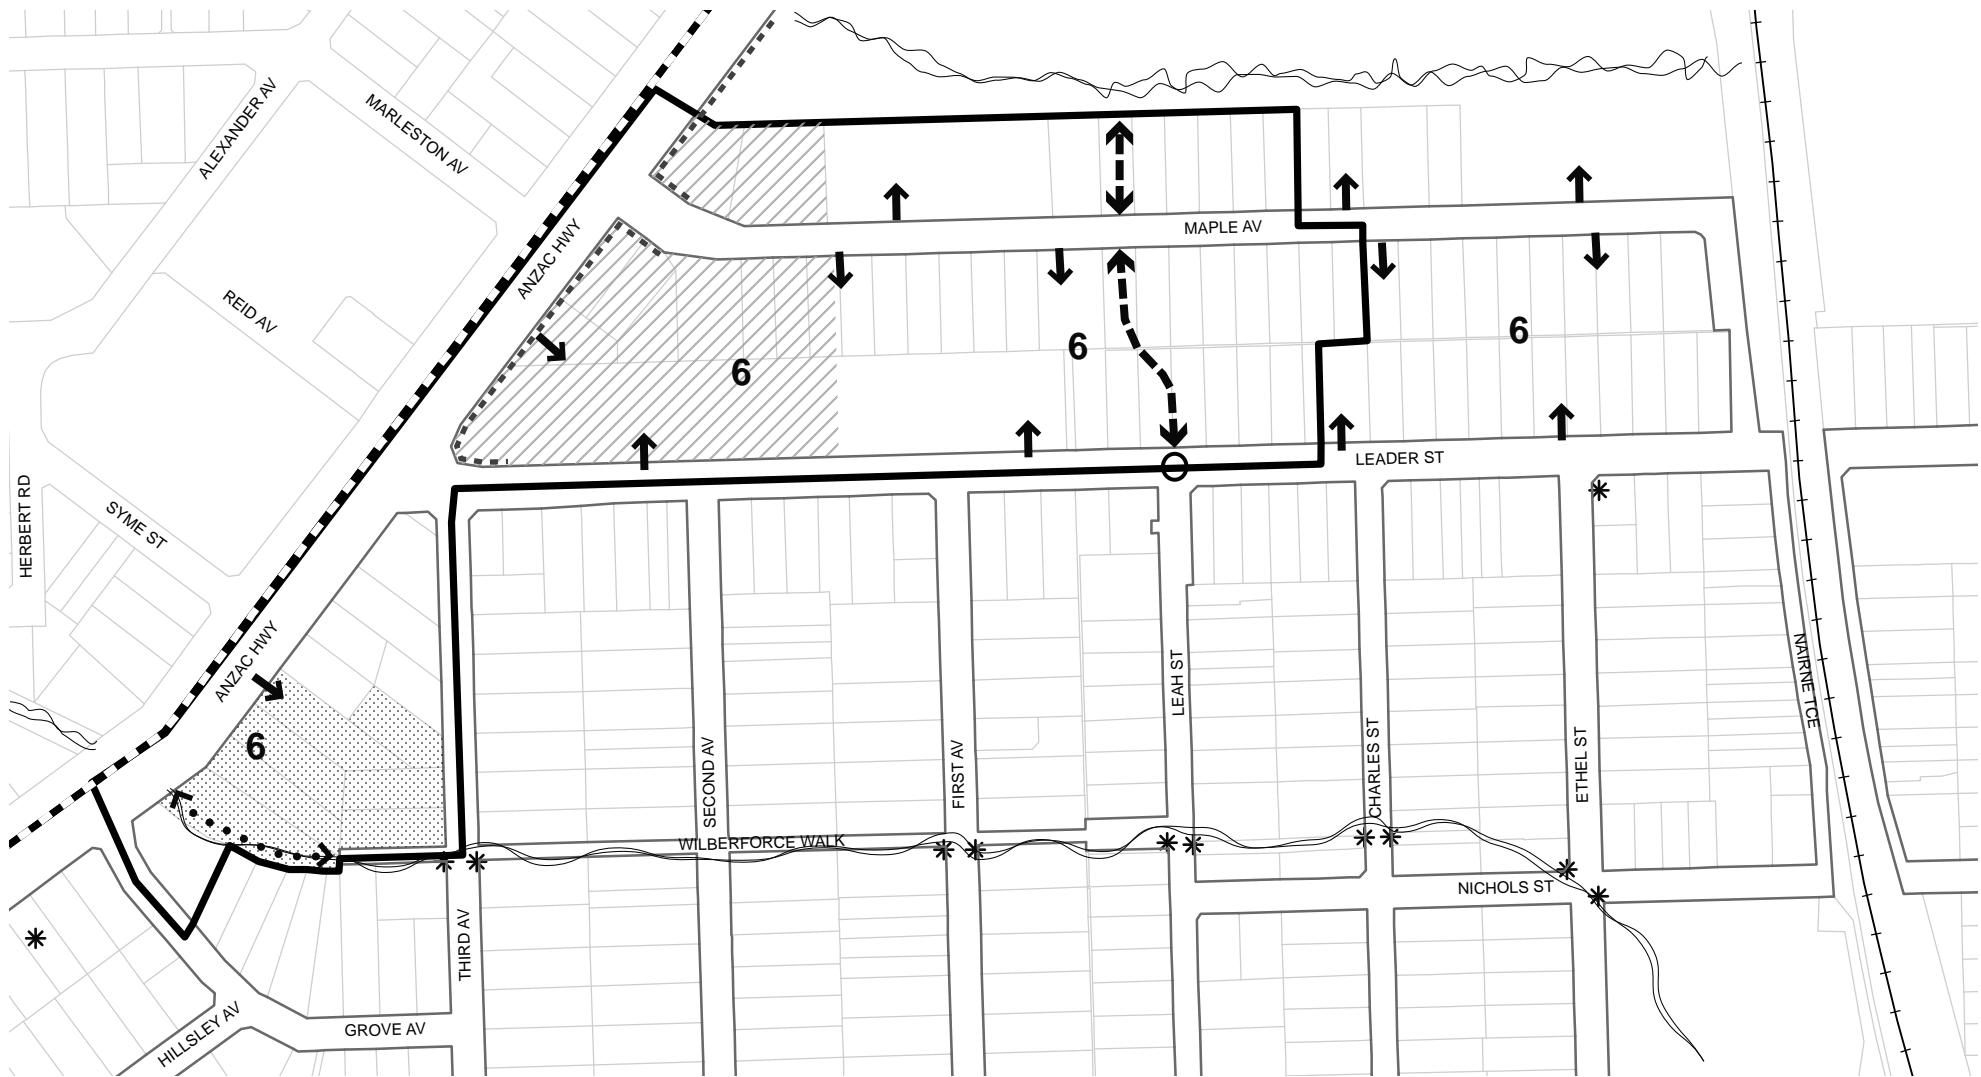 ALEXANDER AV
MARLESTON AV
ANZAC HWY
MAPLE AV
REID AV
6
6
6
LEADER ST
HERBERT RD
SYME ST
ANZAC HWY
6
NAIRNE TCE
LEAH ST
SECOND AV
FIRST AV
CHARLES ST
ETHEL ST
WILBERFORCE WALK
NICHOLS ST
THIRD AV
HILLSLEY AV
GROVE AV